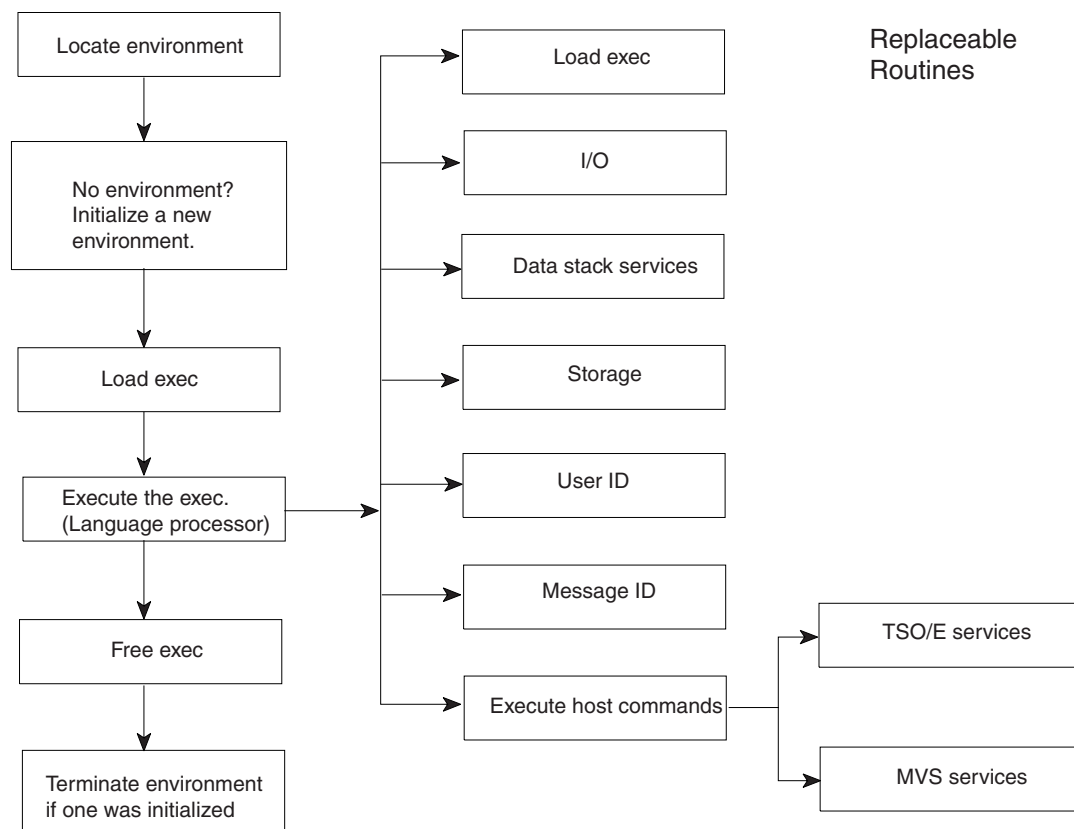 Locate environment
No environment?
Initialize a new
environment.
Load exec
Execute the exec.
(Language processor)
Free exec
Terminate environment
if one was initialized
Load exec
I/O
Data stack services
Storage
User ID
Message ID
Execute host commands
Replaceable
Routines
TSO/E services
MVS services